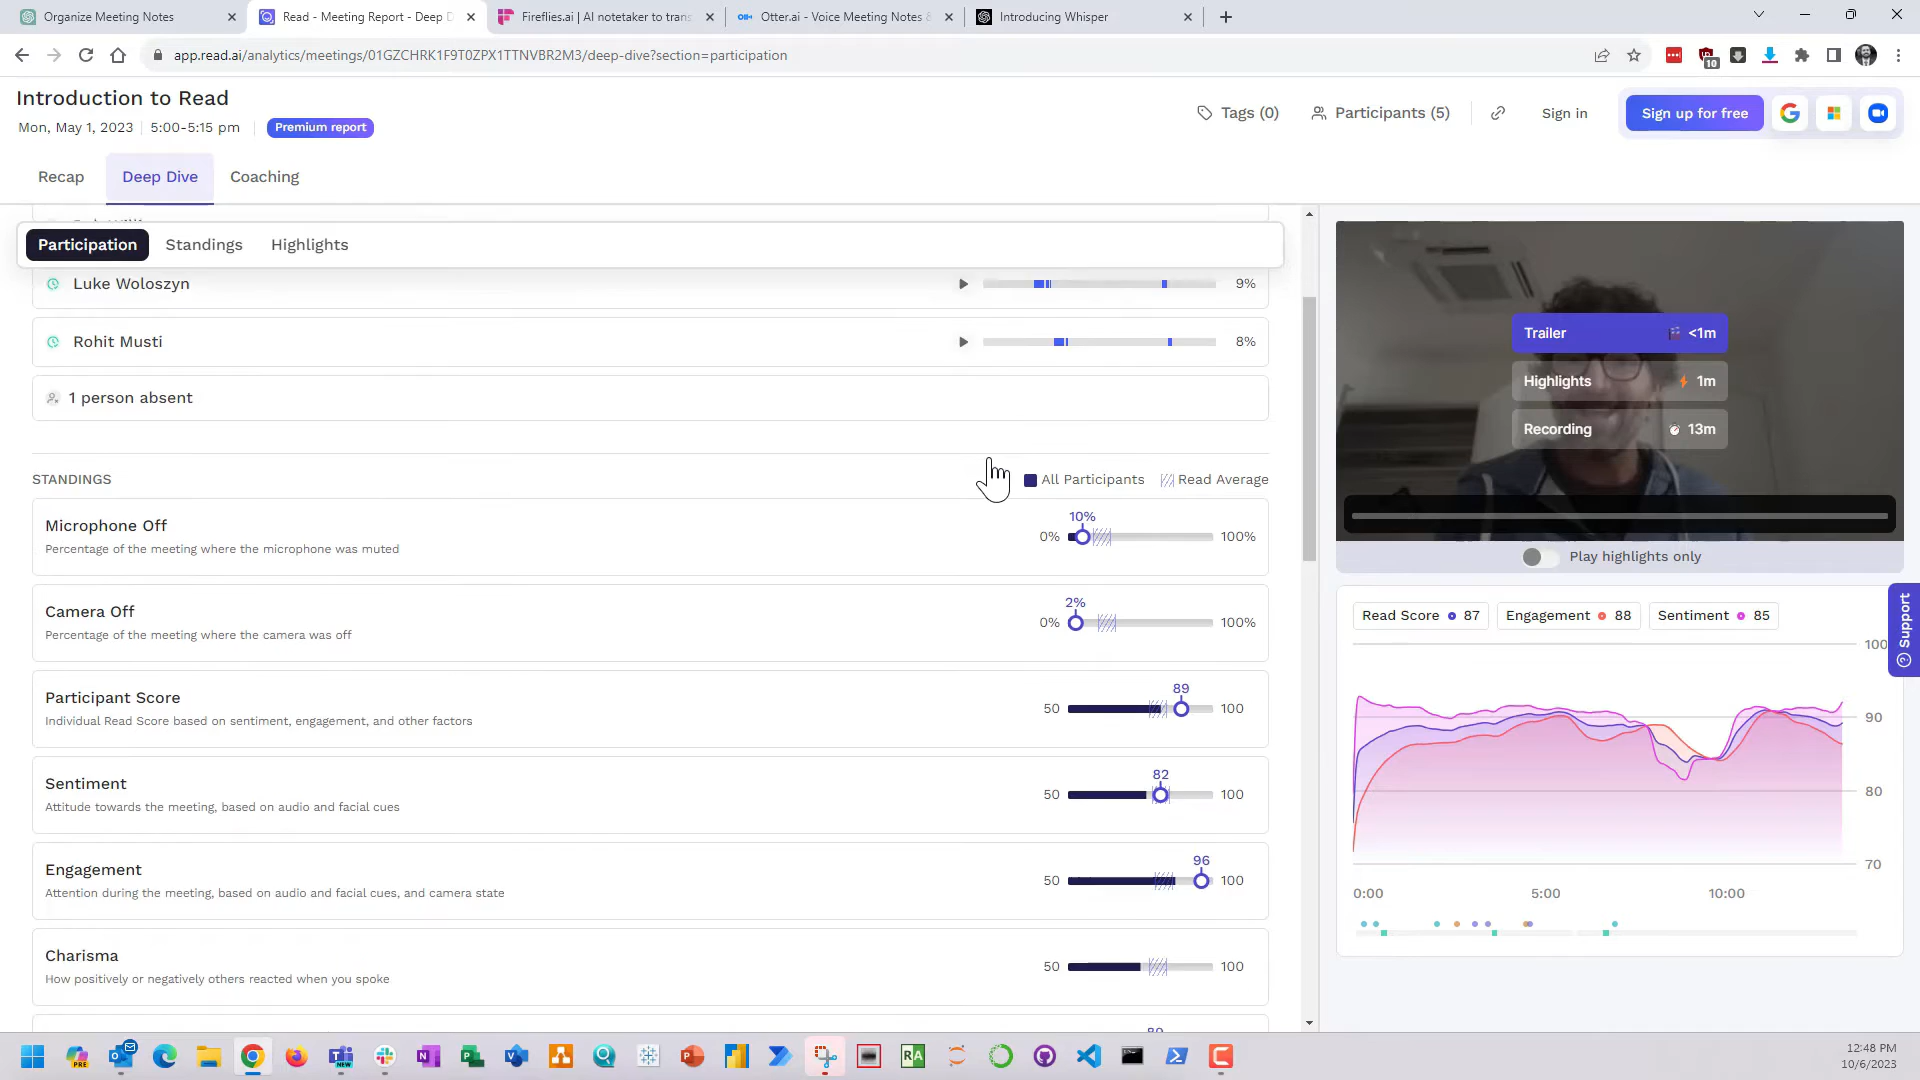 Organize Meeting Notes
Read - Meeting Report - Deep D
Fireflies.ai | AI notetaker to trans
Otter.ai - Voice Meeting Notes &
Introducing Whisper
app.read.ai/analytics/meetings/01GZCHRK1F9T0ZPX1TTNVBR2M3/deep-dive?section=participation
10
Introduction to Read
Mon, May 1, 2023 5:00-5:15 pm Premium report
Tags (0) Participants (5) Sign in Sign up for free
Recap Deep Dive Coaching
Participation Standings Highlights
Luke Woloszyn 9%
Rohit Musti 8%
1 person absent
STANDINGS All Participants Read Average
Microphone Off
Percentage of the meeting where the microphone was muted
10%
0% 100%
Camera Off
Percentage of the meeting where the camera was off
2%
0% 100%
Participant Score
Individual Read Score based on sentiment, engagement, and other factors
89
50 100
Sentiment
Attitude towards the meeting, based on audio and facial cues
82
50 100
Engagement
Attention during the meeting, based on audio and facial cues, and camera state
96
50 100
Charisma
How positively or negatively others reacted when you spoke
50 100
Trailer <1m
Highlights 1m
Recording 13m
Play highlights only
Support
Read Score 87 Engagement 88 Sentiment 85
100
90
80
70
0:00 5:00 10:00
PRE
NEW
RA
12:48 PM
10/6/2023